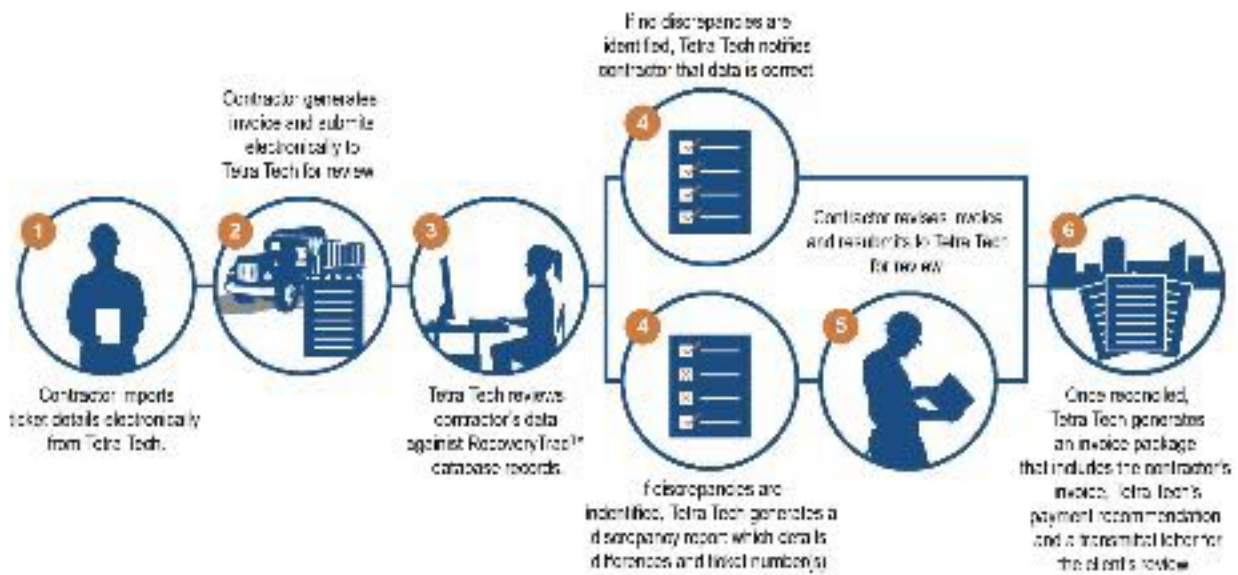 1
Contractor imports
ticket details electronically
from Tetra Tech.
2
Contractor generates
invoice and submits
electronically to
Tetra Tech for review
3
Tetra Tech reviews
contractor's data
against RecoveryTrac™
database records.
4
If no discrepancies are
identified, Tetra Tech notifies
contractor that data is correct
4
If discrepancies are
indentified, Tetra Tech generates a
discrepancy report which details
differences and ticket number(s)
5
Contractor revises invoice
and resubmits to Tetra Tech
for review
6
Once reconciled,
Tetra Tech generates
an invoice package
that includes the contractor's
invoice, Tetra Tech's
payment recommendation
and a transmittal letter for
the client's review